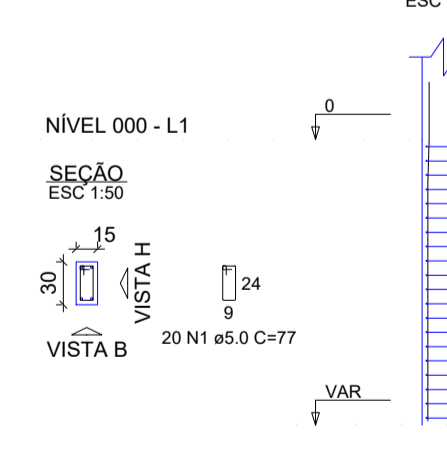 ESC
0
NÍVEL 000 - L1
SEÇÃO
ESC 1:50
15
30
VISTA H
24
9
VISTA B
20 N1 ø5.0 C=77
VAR